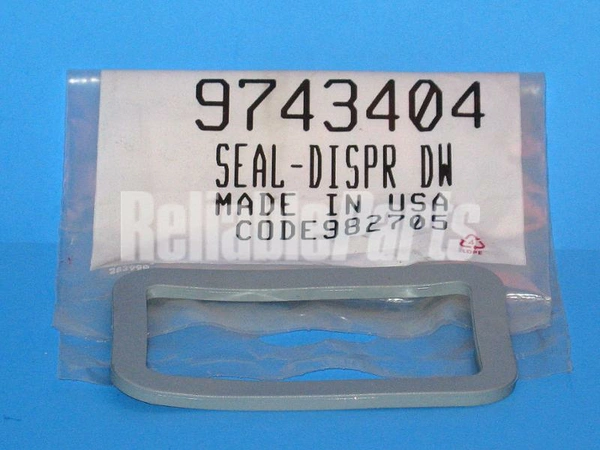 9743404
SEAL-DISPR DW
MADE IN USA
CODE982705
ReliableParts